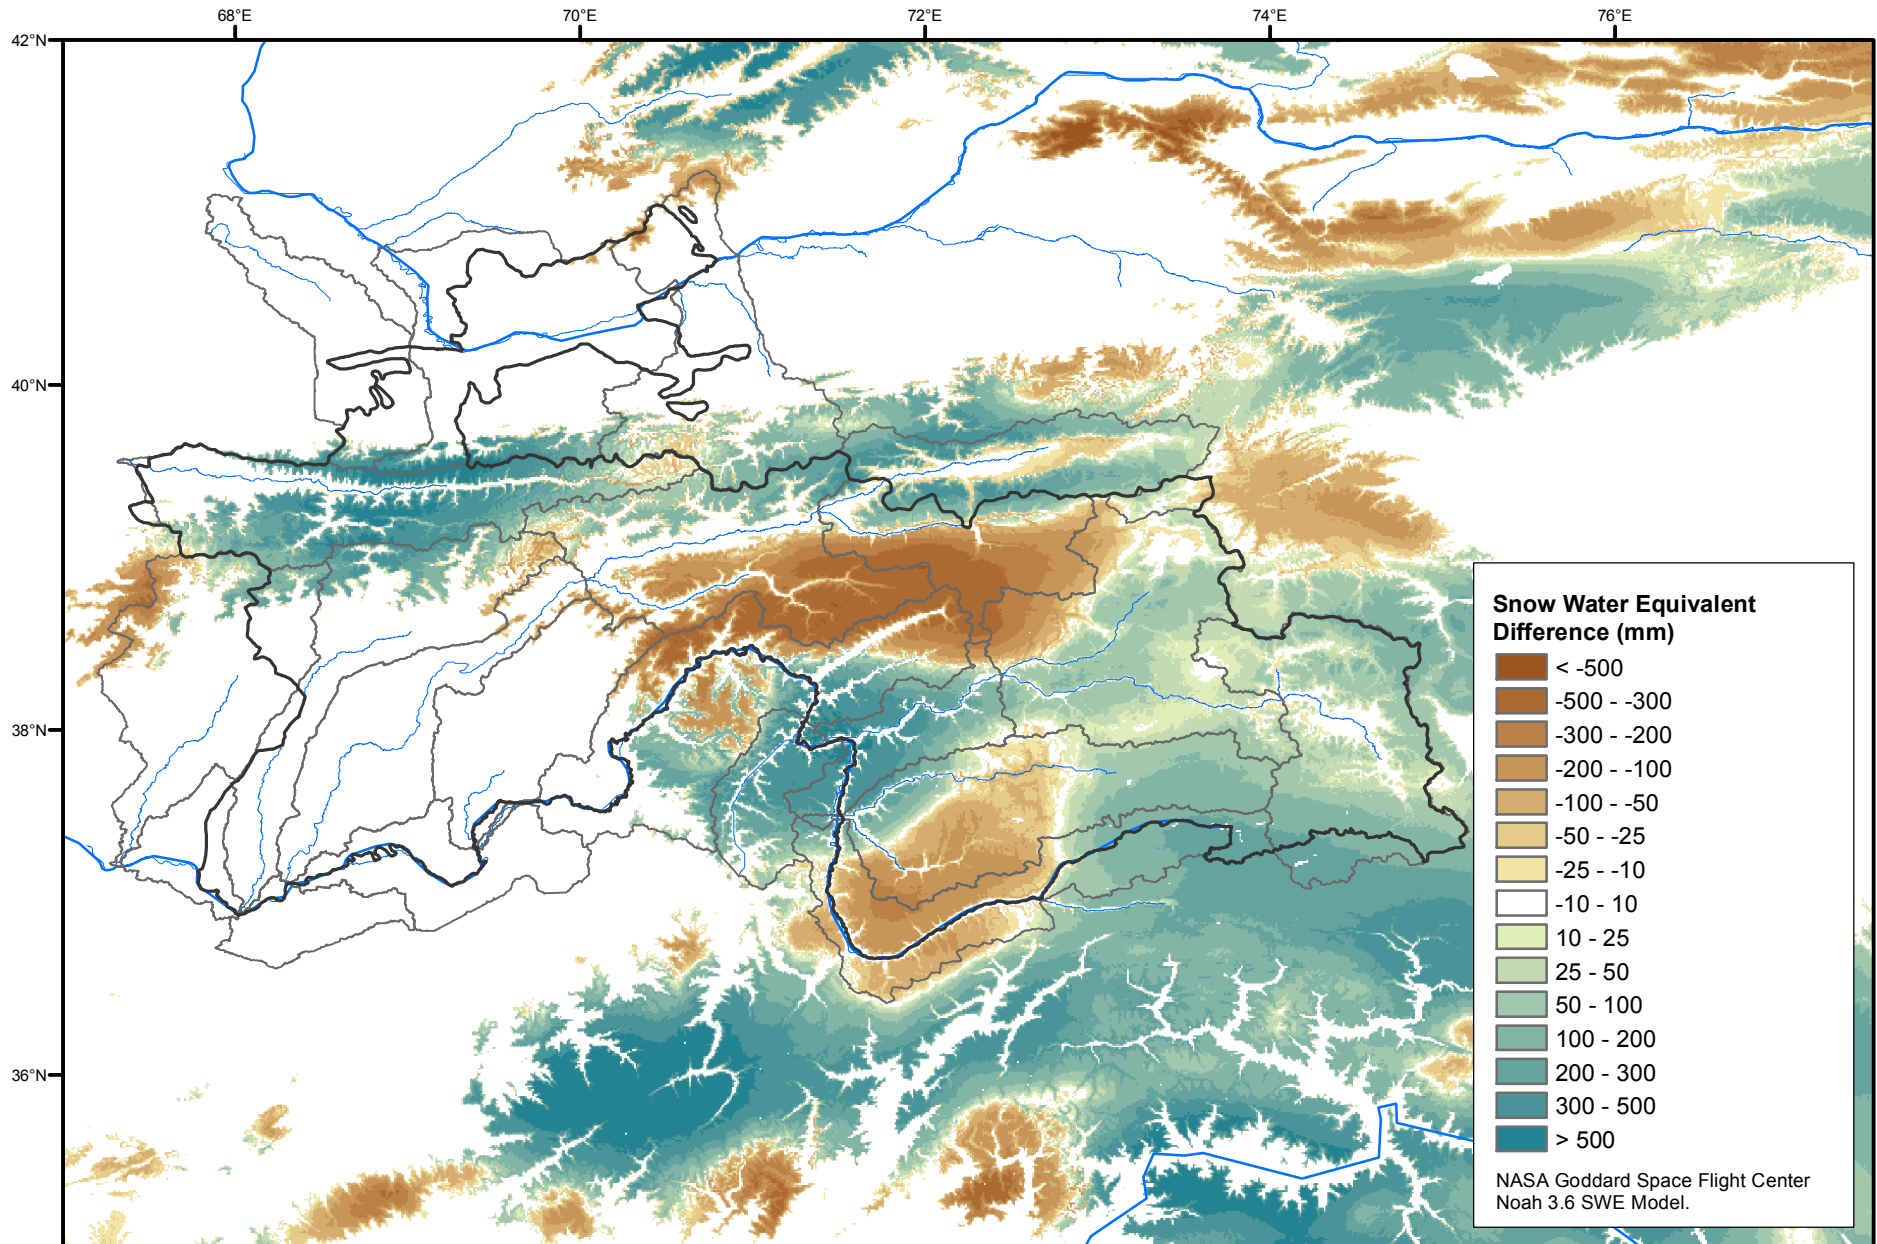 68°E 70°E 72°E 74°E 76°E
42°N
40°N
38°N
36°N
Snow Water Equivalent
Difference (mm)
< -500
-500 - -300
-300 - -200
-200 - -100
-100 - -50
-50 - -25
-25 - -10
-10 - 10
10 - 25
25 - 50
50 - 100
100 - 200
200 - 300
300 - 500
> 500
NASA Goddard Space Flight Center
Noah 3.6 SWE Model.